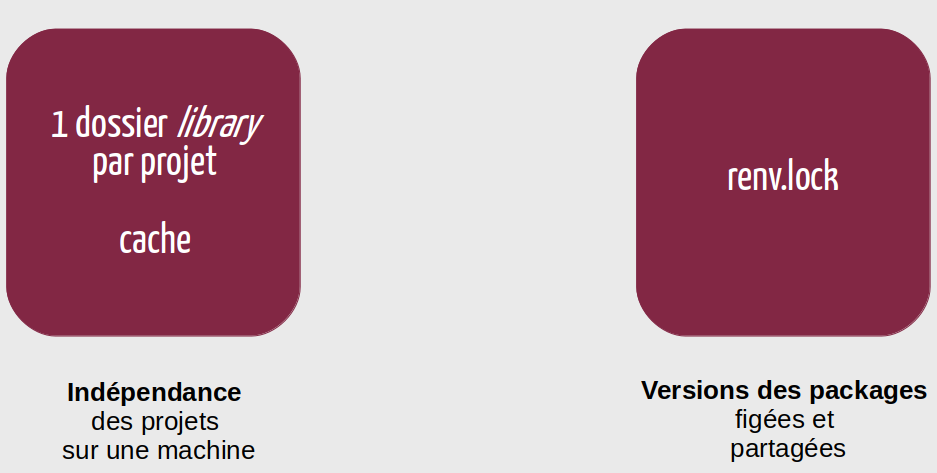 1 dossier library
par projet
cache
Indépendance
des projets
sur une machine
renv.lock
Versions des packages
figées et
partagées